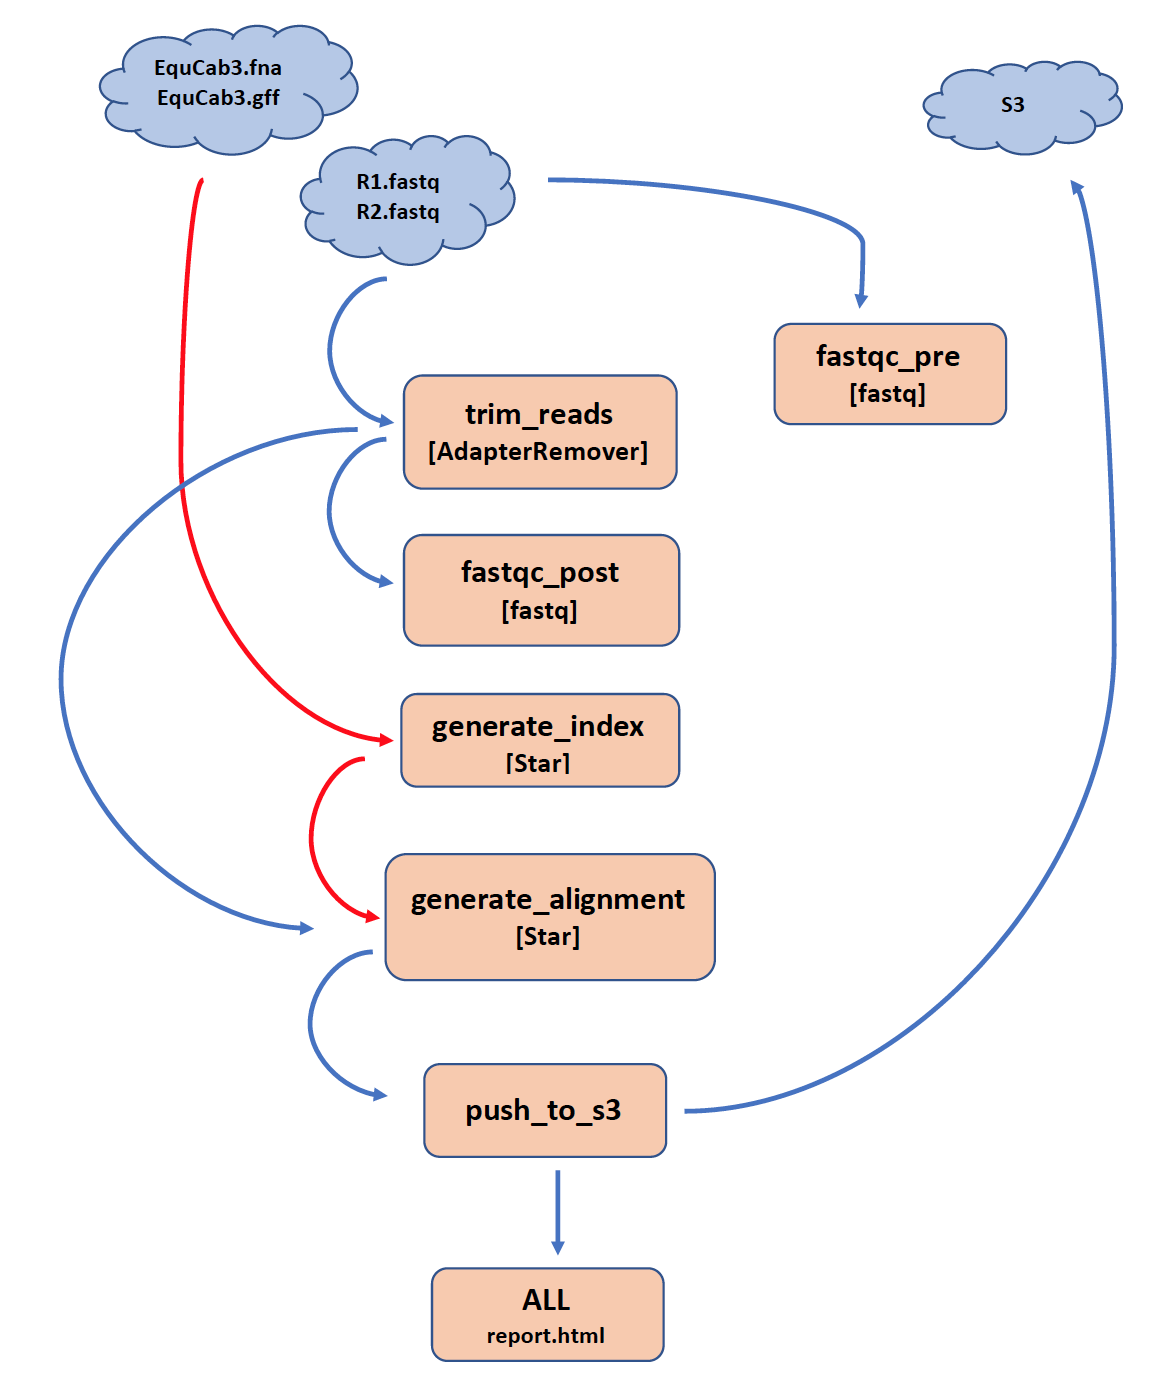 EquCab3.fna
EquCab3.gff
S3
R1.fastq
R2.fastq
fastqc_pre
[fastq]
trim_reads
[AdapterRemover]
fastqc_post
[fastq]
generate_index
[Star]
generate_alignment
[Star]
push_to_s3
ALL
report.html